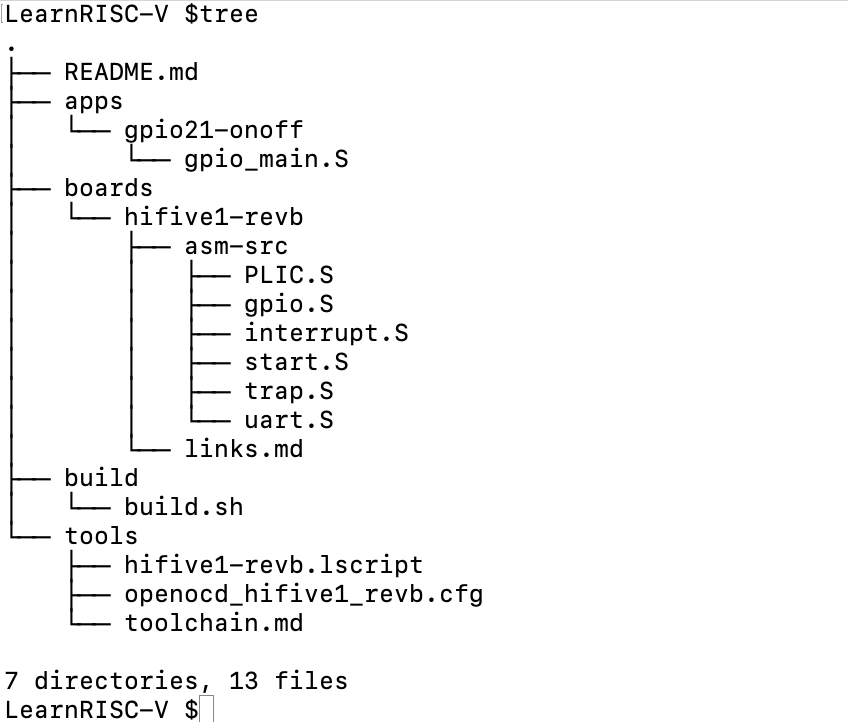 LearnRISC-V $tree
.
├── README.md
├── apps
│   └── gpio21-onoff
│       └── gpio_main.S
├── boards
│   └── hifive1-revb
│       ├── asm-src
│       │   ├── PLIC.S
│       │   ├── gpio.S
│       │   ├── interrupt.S
│       │   ├── start.S
│       │   ├── trap.S
│       │   └── uart.S
│       └── links.md
├── build
│   └── build.sh
└── tools
    ├── hifive1-revb.lscript
    ├── openocd_hifive1_revb.cfg
    └── toolchain.md

7 directories, 13 files
LearnRISC-V $